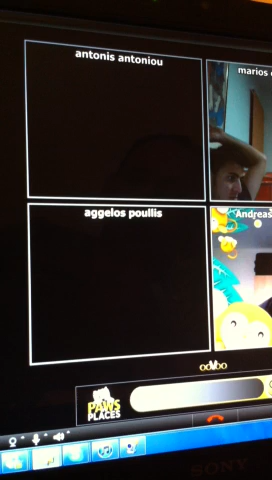 antonis antoniou
marios
aggelos poullis
Andreas
ooVoo
PAWS
PLACES
SONY